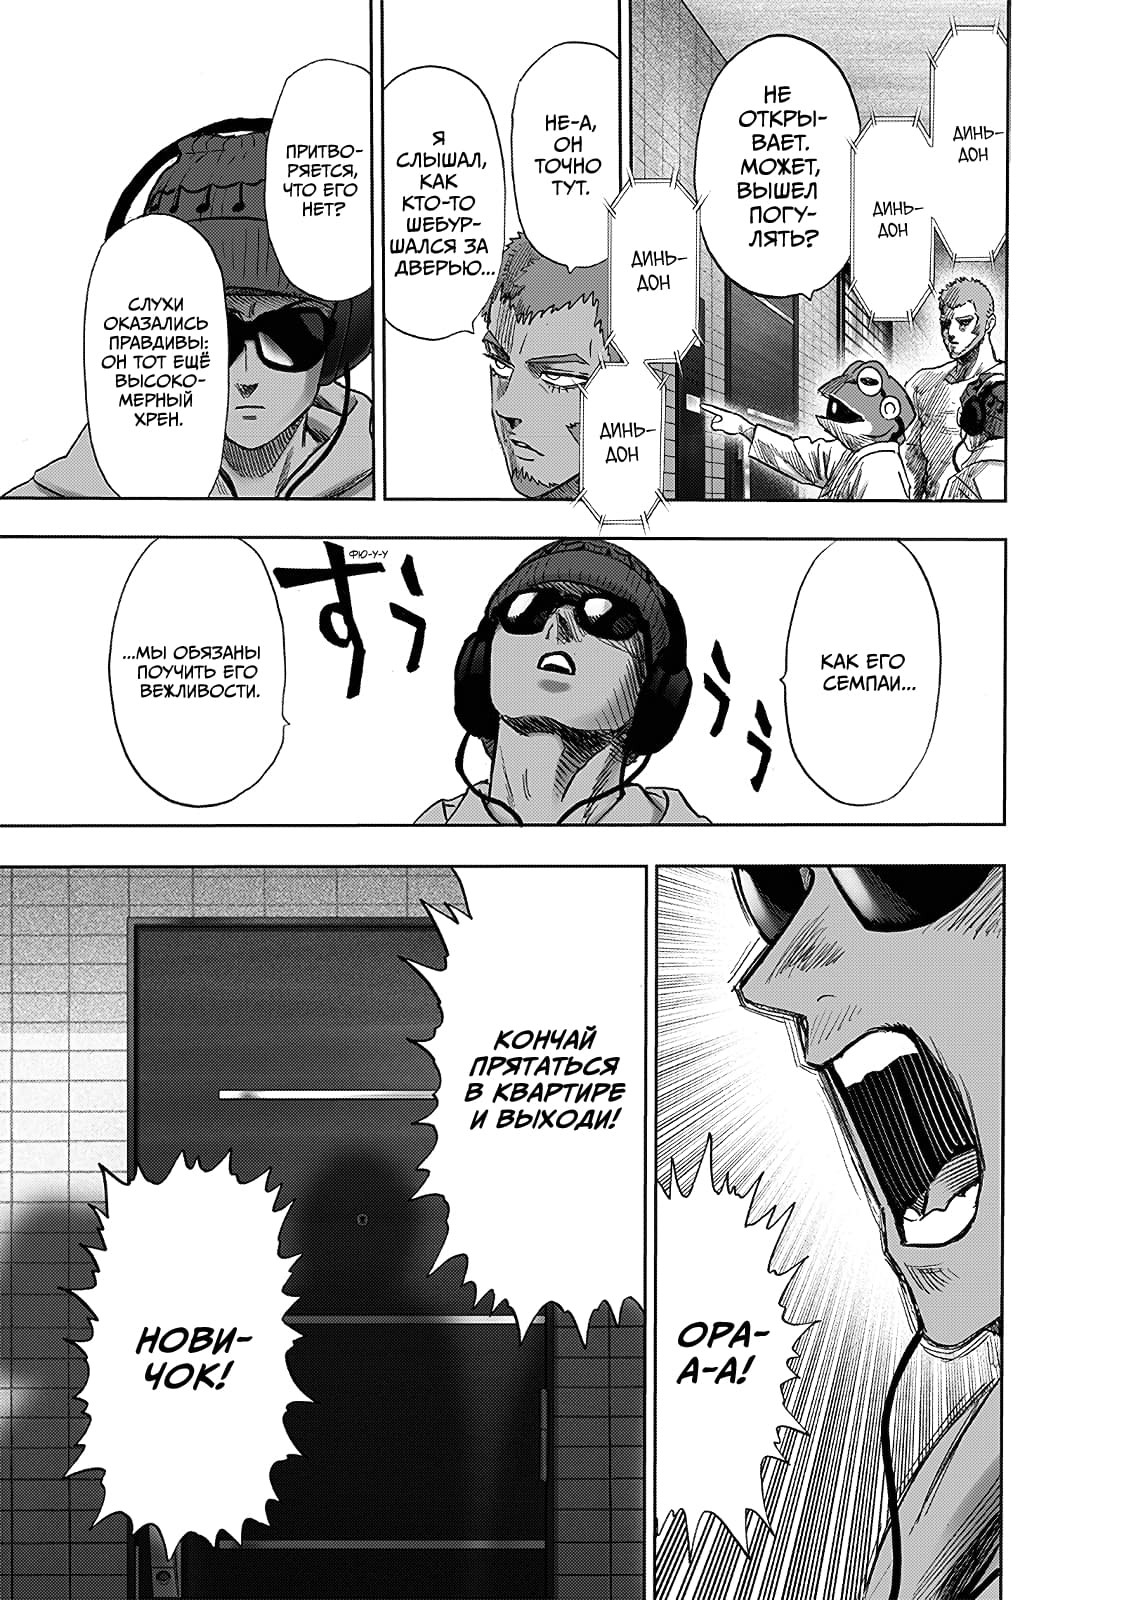 ДИНЬ-
ДОН
ДИНЬ-
ДОН
НЕ
ОТКРЫ-
ВАЕТ.
МОЖЕТ,
ВЫШЕЛ
ПОГУ-
ЛЯТЬ?
ДИНЬ-
ДОН
ДИНЬ-
ДОН
НЕ-А,
ОН
ТОЧНО
ТУТ.
Я
СЛЫШАЛ,
КАК
КТО-ТО
ШЕБУР-
ШАЛСЯ ЗА
ДВЕРЬЮ...
ПРИТВО-
РЯЕТСЯ,
ЧТО ЕГО
НЕТ?
СЛУХИ
ОКАЗАЛИСЬ
ПРАВДИВЫ:
ОН ТОТ ЕЩЁ
ВЫСОКО-
МЕРНЫЙ
ХРЕН.
КАК ЕГО
СЕМПАИ...
すぅぅぅ
ФЮ-У-У
...МЫ ОБЯЗАНЫ
ПОУЧИТЬ ЕГО
ВЕЖЛИВОСТИ.
ОРА-
А-А!
КОНЧАЙ
ПРЯТАТЬСЯ
В КВАРТИРЕ
И ВЫХОДИ!
НОВИ-
ЧОК!